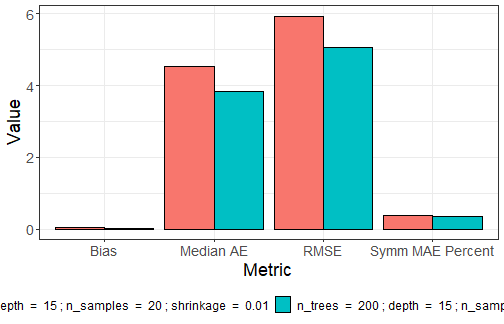 6
4
2
0
Value
Bias Median AE RMSE Symm MAE Percent
Metric
epth = 15 ; n_samples = 20 ; shrinkage = 0.01 n_trees = 200 ; depth = 15 ; n_samp